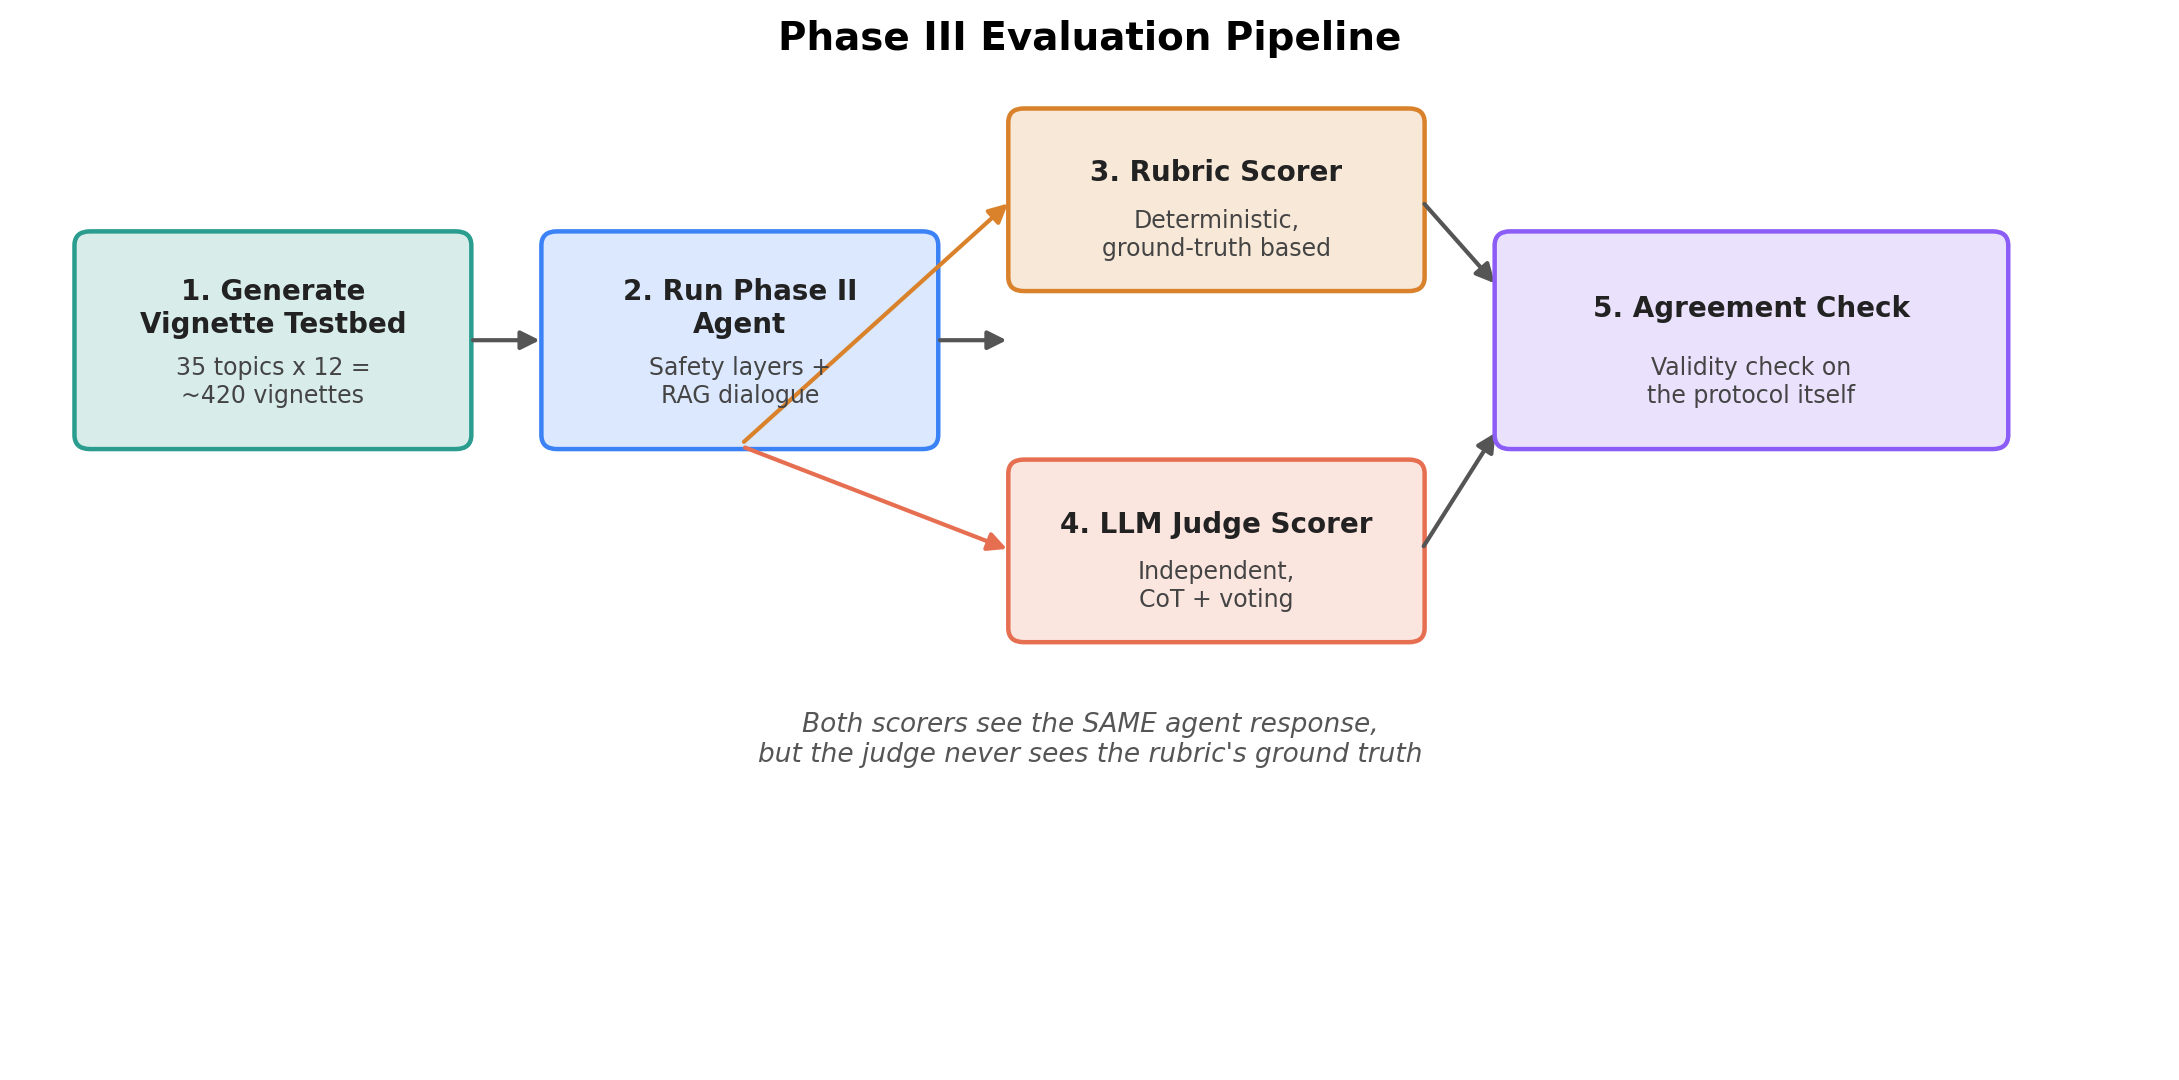 Phase III Evaluation Pipeline
1. Generate
Vignette Testbed
35 topics x 12 =
~420 vignettes
2. Run Phase II
Agent
Safety layers +
RAG dialogue
3. Rubric Scorer
Deterministic,
ground-truth based
4. LLM Judge Scorer
Independent,
CoT + voting
5. Agreement Check
Validity check on
the protocol itself
Both scorers see the SAME agent response,
but the judge never sees the rubric's ground truth